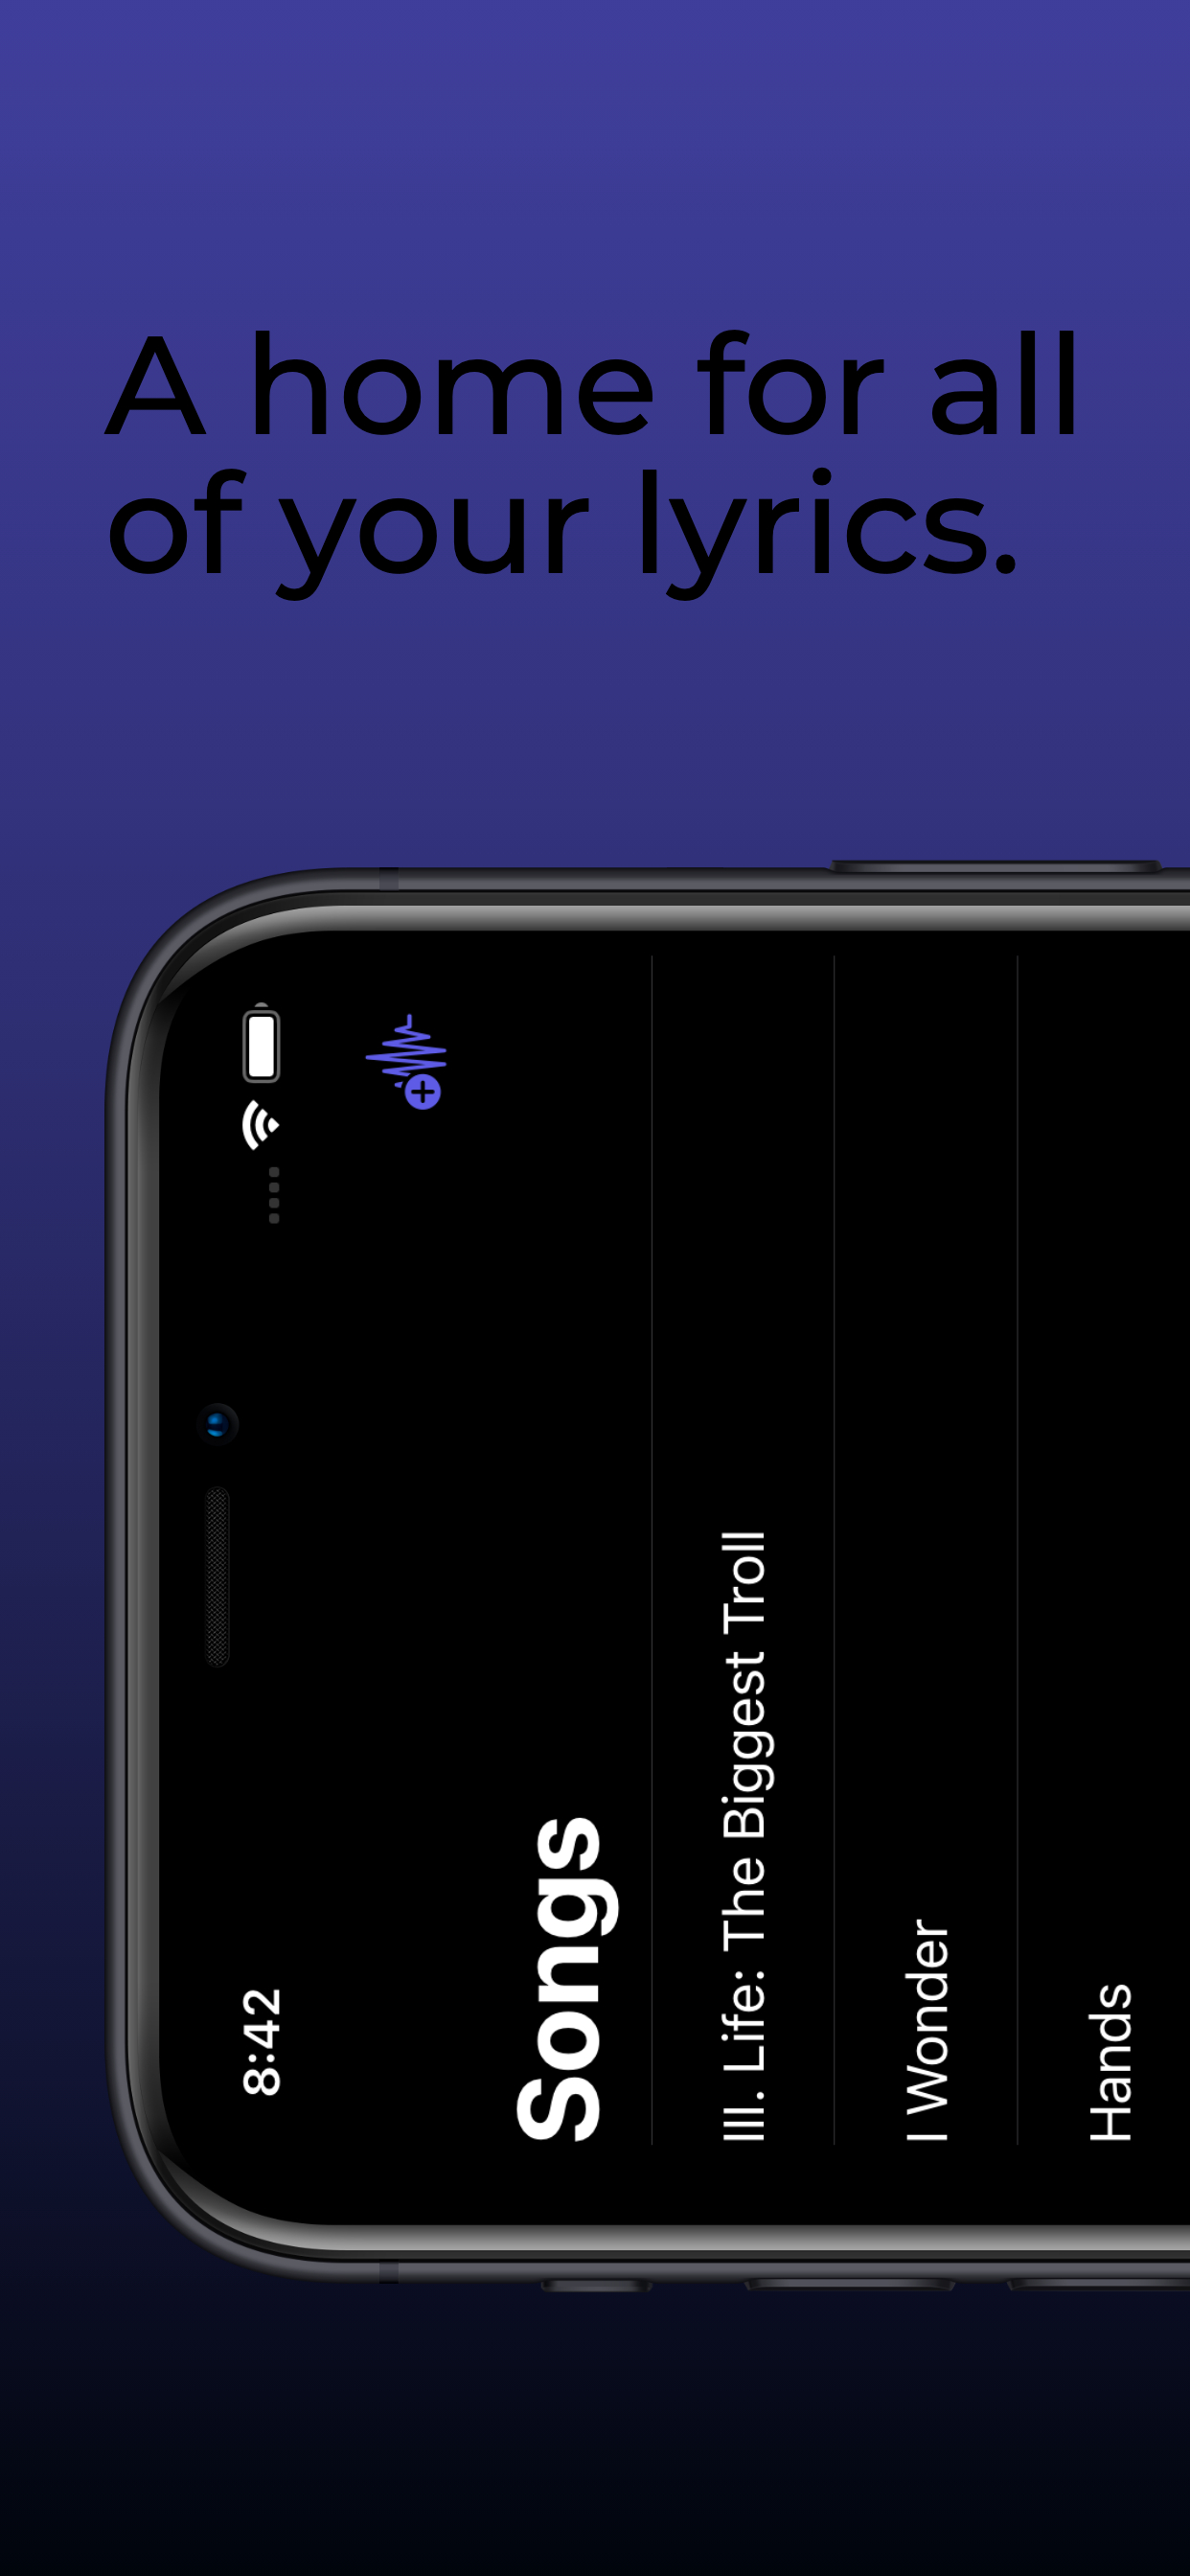 A home for all
of your lyrics.
8:42
Songs
III. Life: The Biggest Troll
I Wonder
Hands